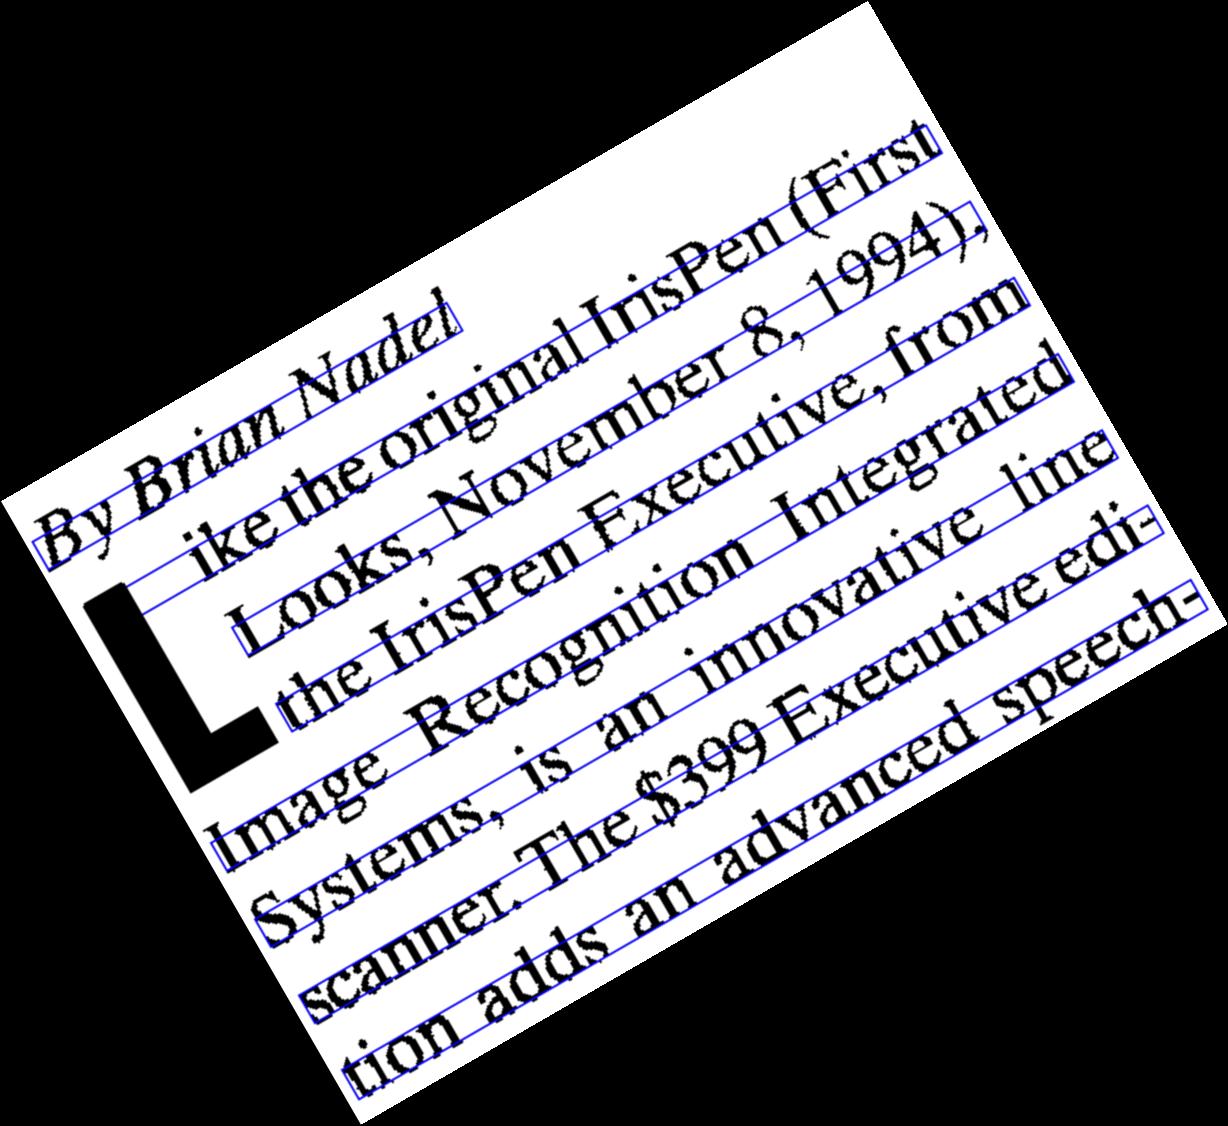 By Brian Nadel
Like the original IrisPen (First
Looks, November 8, 1994),
the IrisPen Executive, from
Image Recognition Integrated
Systems, is an innovative line
scanner. The $399 Executive edi-
tion adds an advanced speech-